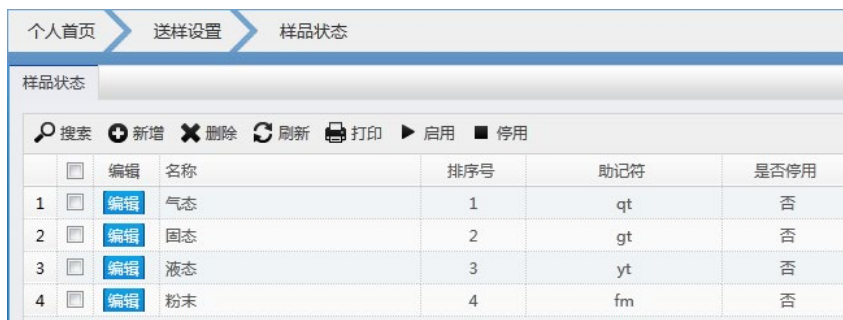 个人首页 送样设置 样品状态
样品状态
搜索 新增 删除 刷新 打印 启用 停用
编辑 名称 排序号 助记符 是否停用
1 编辑 气态 1 qt 否
2 编辑 固态 2 gt 否
3 编辑 液态 3 yt 否
4 编辑 粉末 4 fm 否